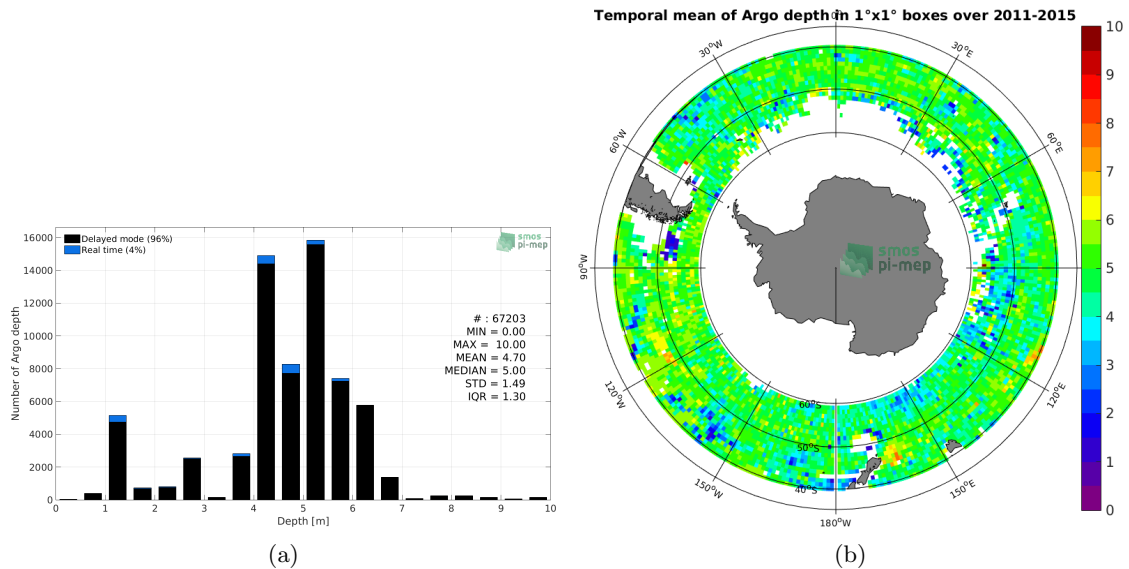 Temporal mean of Argo depth in 1°x1° boxes over 2011-2015
Delayed mode (96%)
Real time (4%)
smos
pi-mep
# : 67203
MIN = 0.00
MAX = 10.00
MEAN = 4.70
MEDIAN = 5.00
STD = 1.49
IQR = 1.30
Number of Argo depth
16000
14000
12000
10000
8000
6000
4000
2000
0
0 1 2 3 4 5 6 7 8 9 10
Depth [m]
(a)
0°
30°W
30°E
60°W
60°E
90°W
120°W
120°E
150°W
150°E
180°W
60°S
50°S
40°S
smos
pi-mep
10
9
8
7
6
5
4
3
2
1
0
(b)